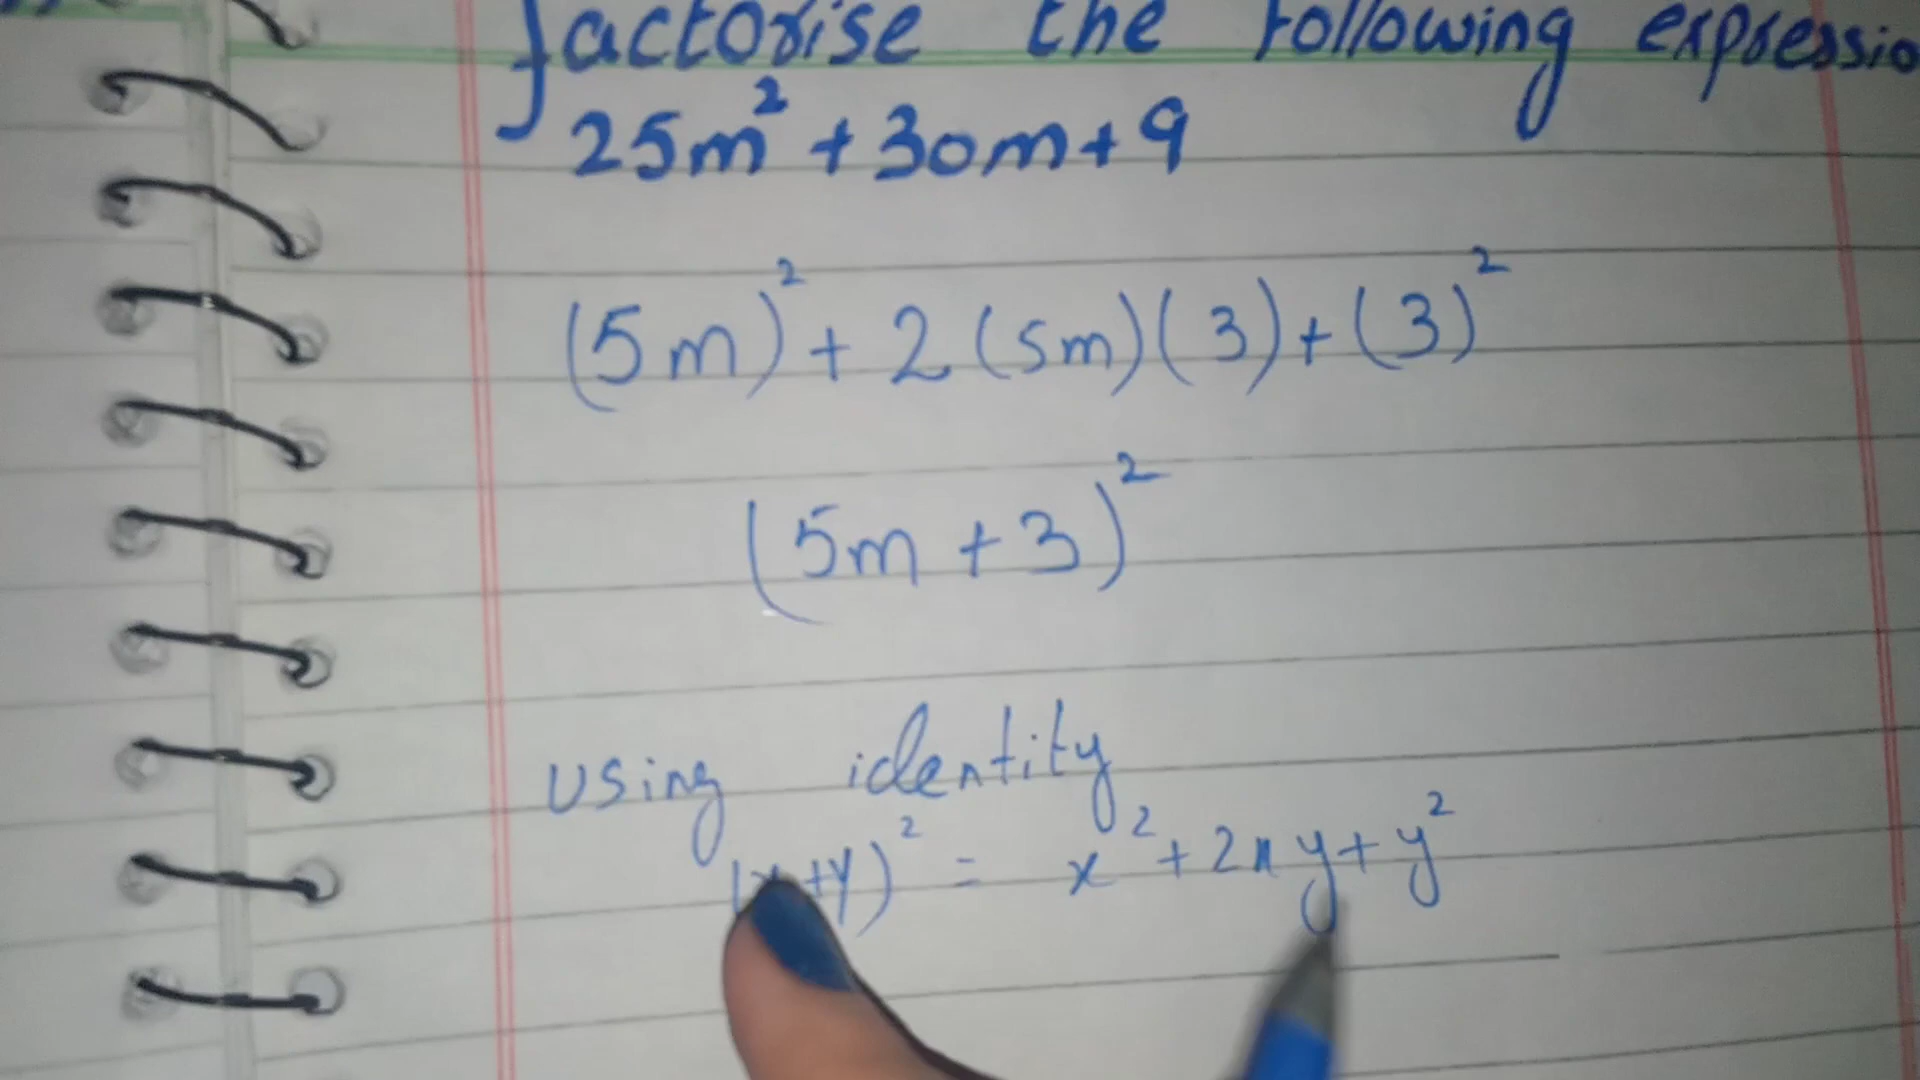 factorise the following expressio
25m² + 30m + 9
(5m)² + 2(5m)(3) + (3)²
(5m + 3)²
using identity
(x+y)² = x² + 2xy + y²